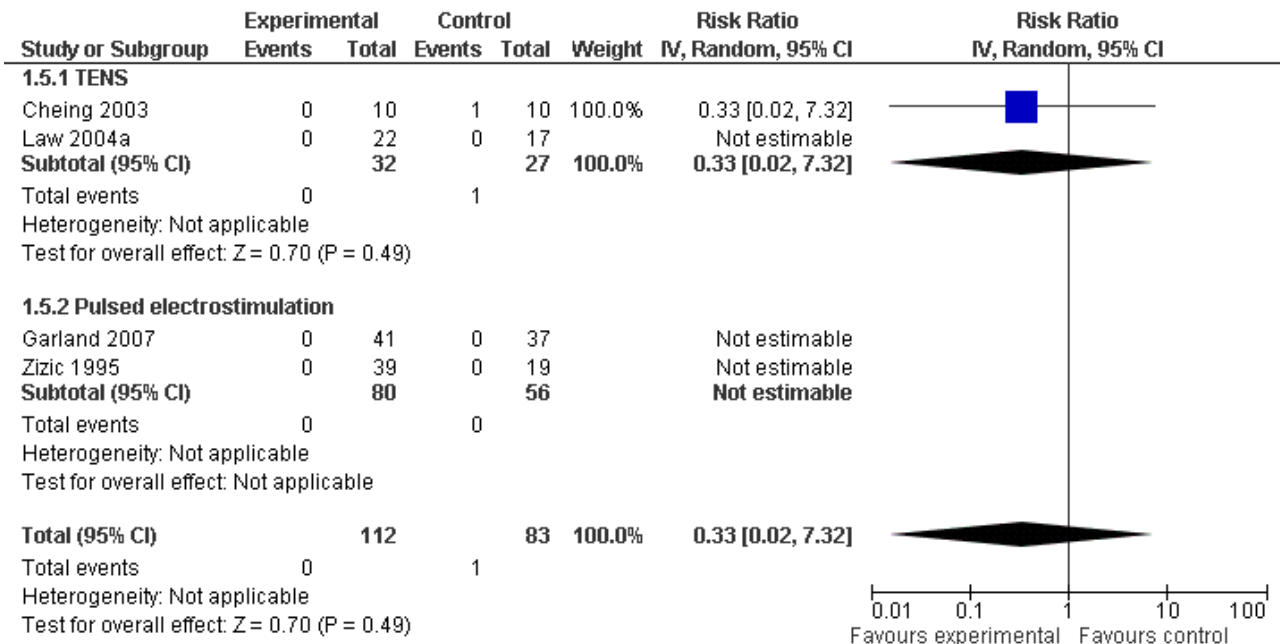 Experimental Control Risk Ratio Risk Ratio
Study or Subgroup Events Total Events Total Weight IV, Random, 95% CI IV, Random, 95% CI
1.5.1 TENS
Cheing 2003 0 10 1 10 100.0% 0.33 [0.02, 7.32]
Law 2004a 0 22 0 17 Not estimable
Subtotal (95% CI) 32 27 100.0% 0.33 [0.02, 7.32]
Total events 0 1
Heterogeneity: Not applicable
Test for overall effect: Z = 0.70 (P = 0.49)
1.5.2 Pulsed electrostimulation
Garland 2007 0 41 0 37 Not estimable
Zizic 1995 0 39 0 19 Not estimable
Subtotal (95% CI) 80 56 Not estimable
Total events 0 0
Heterogeneity: Not applicable
Test for overall effect: Not applicable
Total (95% CI) 112 83 100.0% 0.33 [0.02, 7.32]
Total events 0 1
Heterogeneity: Not applicable
Test for overall effect: Z = 0.70 (P = 0.49)
0.01 0.1 1 10 100
Favours experimental Favours control